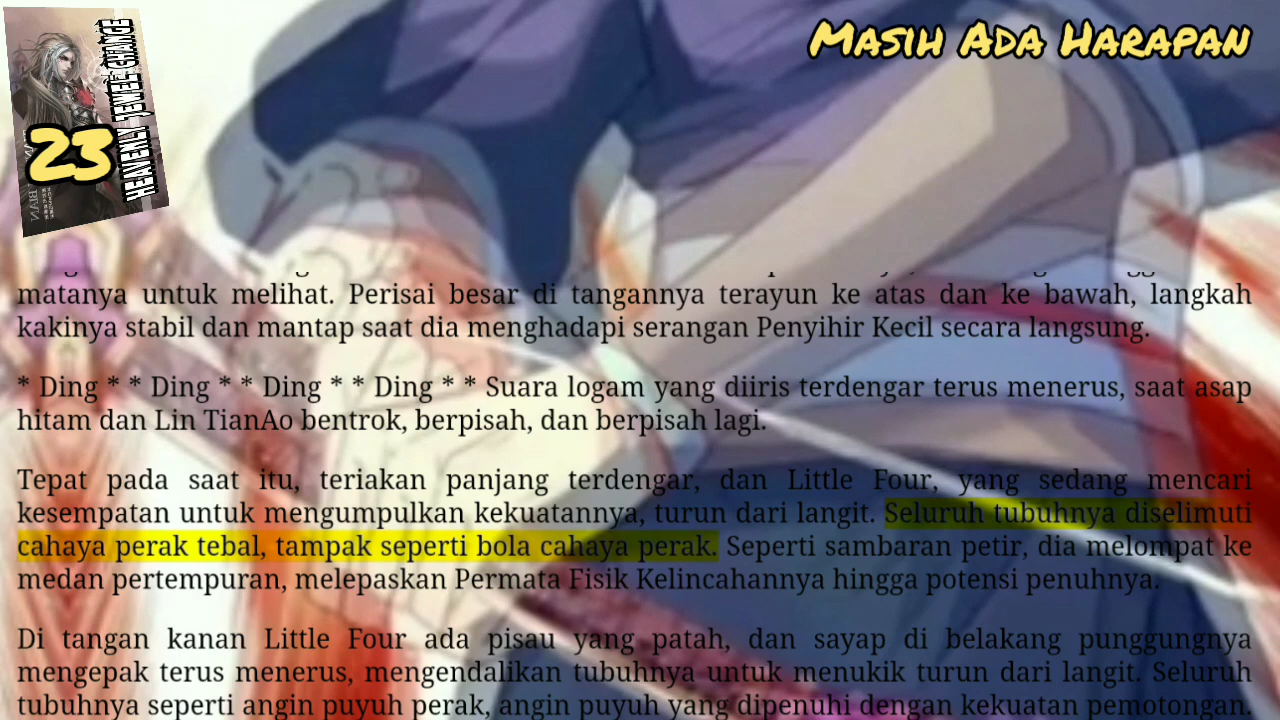 Masih Ada Harapan
HEAVENLY JEWEL CHANGE
23
matanya untuk melihat. Perisai besar di tangannya terayun ke atas dan ke bawah, langkah
kakinya stabil dan mantap saat dia menghadapi serangan Penyihir Kecil secara langsung.
* Ding * * Ding * * Ding * * Ding * * Suara logam yang diiris terdengar terus menerus, saat asap
hitam dan Lin TianAo bentrok, berpisah, dan berpisah lagi.
Tepat pada saat itu, teriakan panjang terdengar, dan Little Four, yang sedang mencari
kesempatan untuk mengumpulkan kekuatannya, turun dari langit. Seluruh tubuhnya diselimuti
cahaya perak tebal, tampak seperti bola cahaya perak. Seperti sambaran petir, dia melompat ke
medan pertempuran, melepaskan Permata Fisik Kelincahannya hingga potensi penuhnya.
Di tangan kanan Little Four ada pisau yang patah, dan sayap di belakang punggungnya
mengepak terus menerus, mengendalikan tubuhnya untuk menukik turun dari langit. Seluruh
tubuhnya seperti angin puyuh perak, angin puyuh yang dipenuhi dengan kekuatan pemotongan.